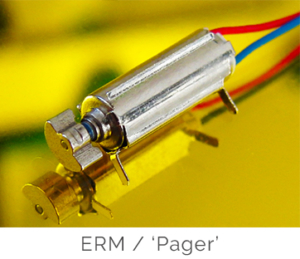 ERM / ‘Pager’